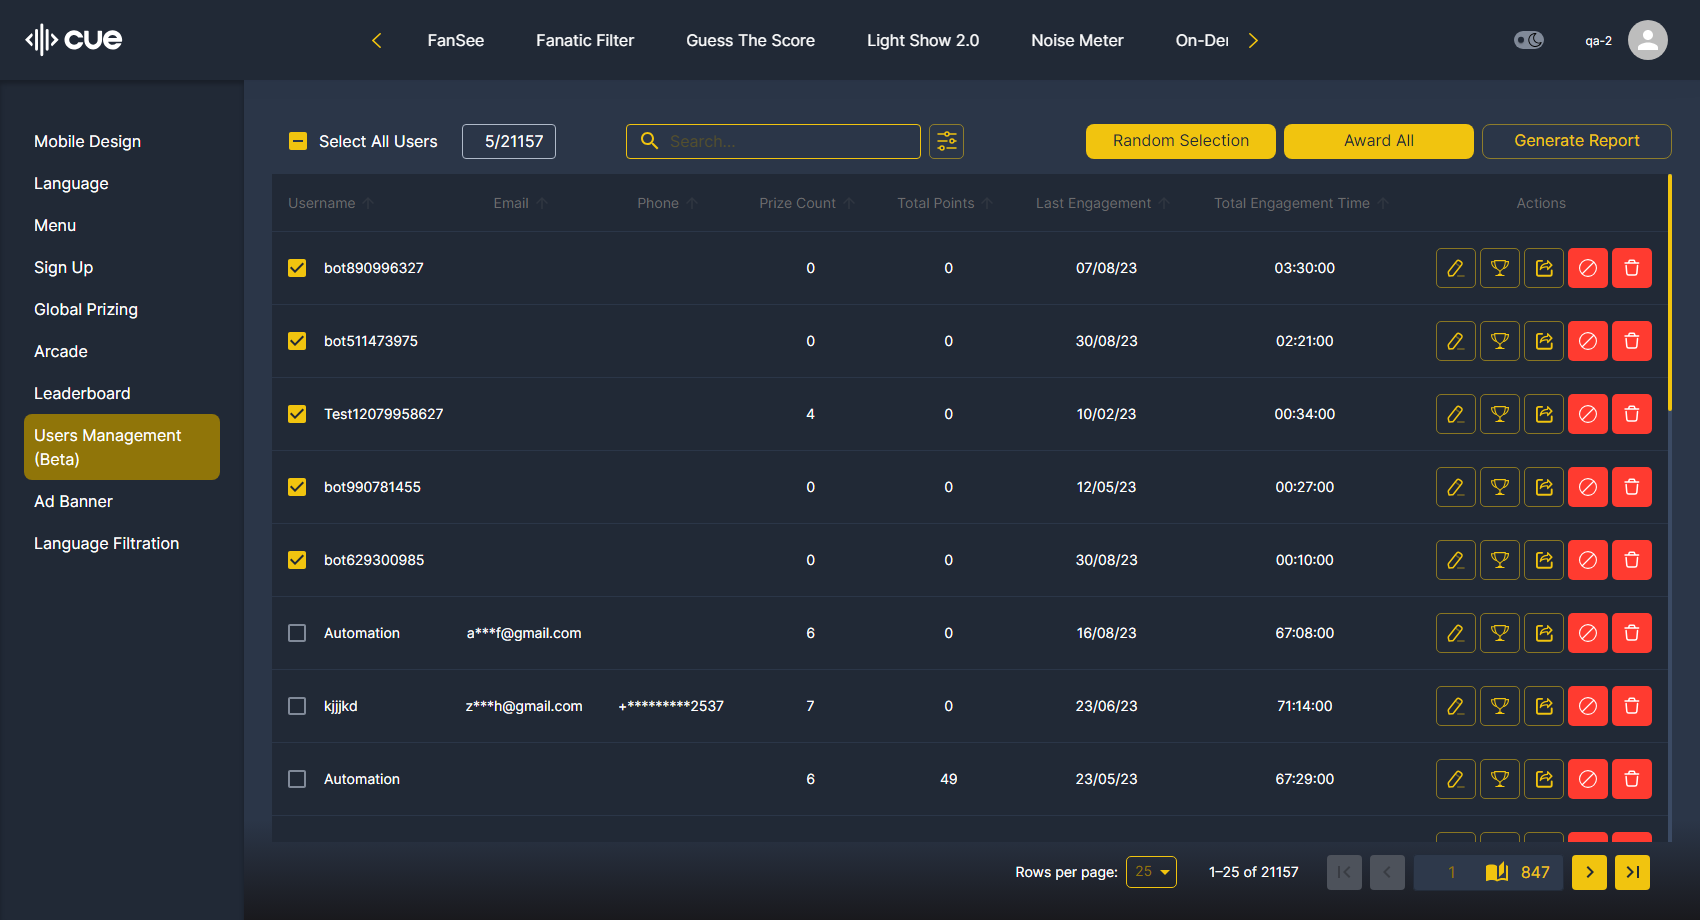 cue
FanSee Fanatic Filter Guess The Score Light Show 2.0 Noise Meter On-De
qa-2
Mobile Design
Language
Menu
Sign Up
Global Prizing
Arcade
Leaderboard
Users Management
(Beta)
Ad Banner
Language Filtration
Select All Users 5/21157 Search... Random Selection Award All Generate Report
Username Email Phone Prize Count Total Points Last Engagement Total Engagement Time Actions
bot890996327 0 0 07/08/23 03:30:00
bot511473975 0 0 30/08/23 02:21:00
Test12079958627 4 0 10/02/23 00:34:00
bot990781455 0 0 12/05/23 00:27:00
bot629300985 0 0 30/08/23 00:10:00
Automation a***f@gmail.com 6 0 16/08/23 67:08:00
kjjjkd z***h@gmail.com +*********2537 7 0 23/06/23 71:14:00
Automation 6 49 23/05/23 67:29:00
Rows per page: 25 1–25 of 21157 1 847